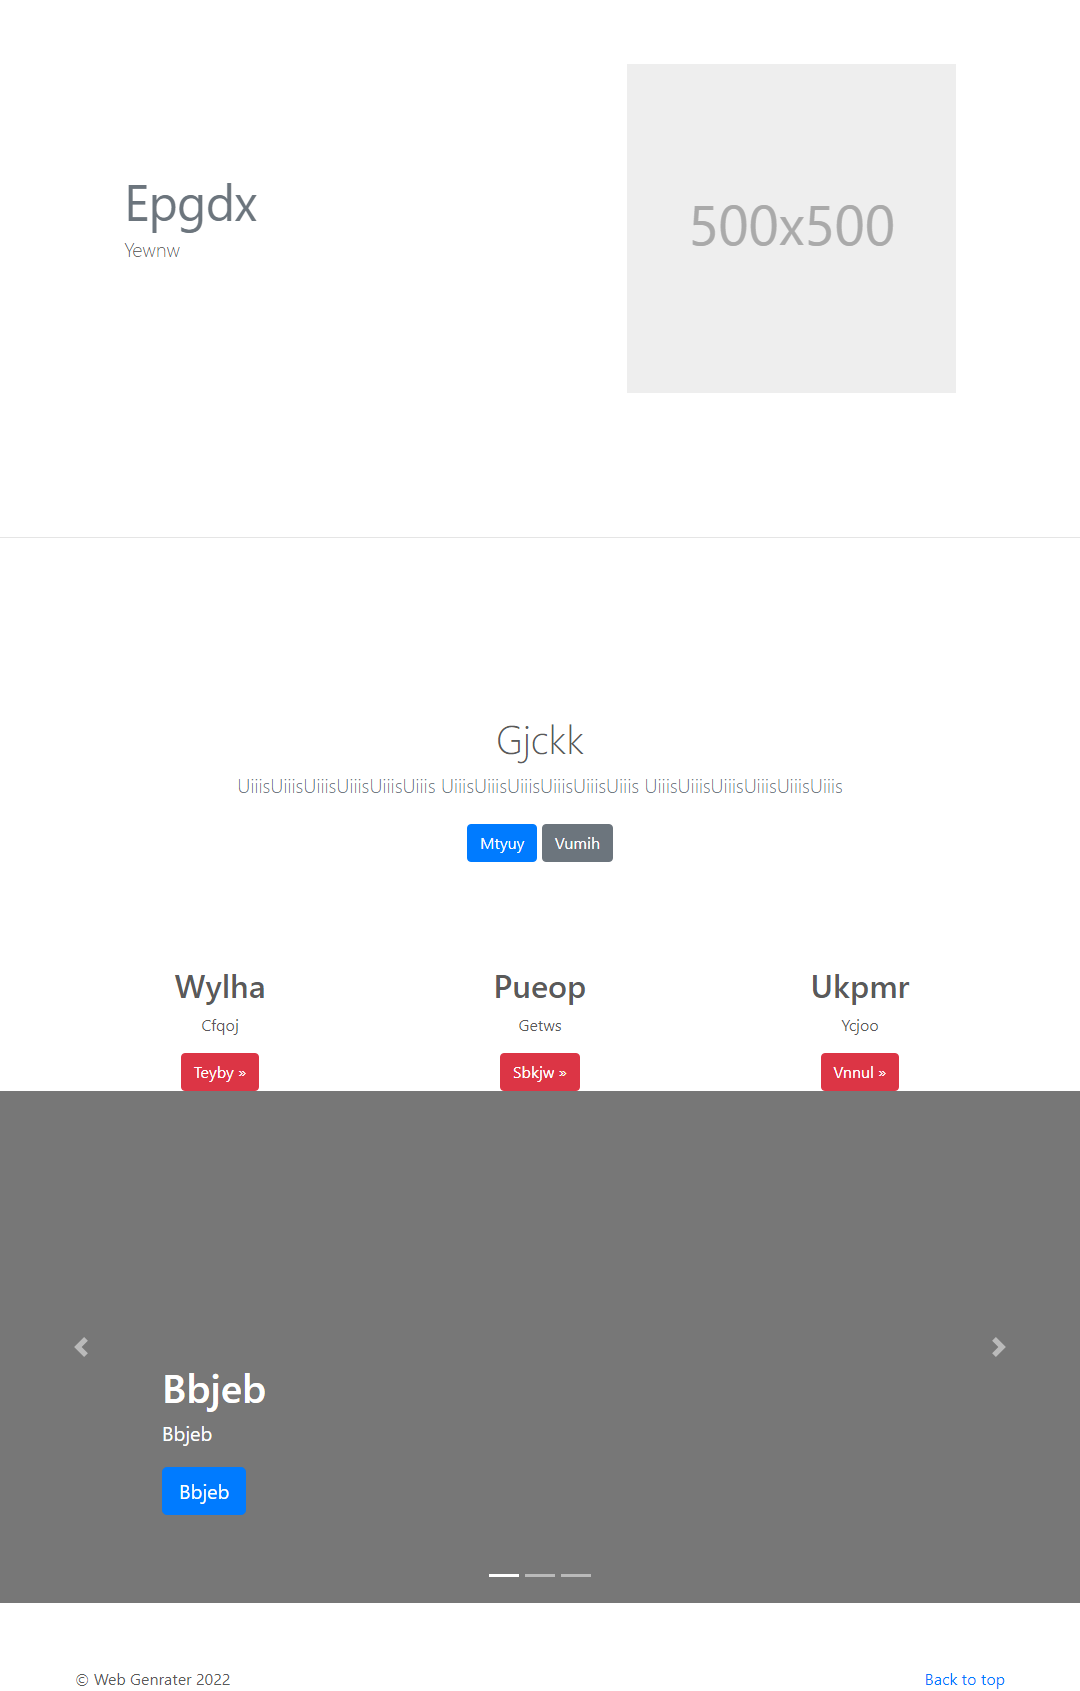 Epgdx
Yewnw
500x500
Gjckk
UiiisUiiisUiiisUiiisUiiisUiiis UiiisUiiisUiiisUiiisUiiisUiiis UiiisUiiisUiiisUiiisUiiisUiiis
Mtyuy Vumih
Wylha Pueop Ukpmr
Cfqoj Getws Ycjoo
Teyby » Sbkjw » Vnnul »
Bbjeb
Bbjeb
Bbjeb
© Web Genrater 2022 Back to top